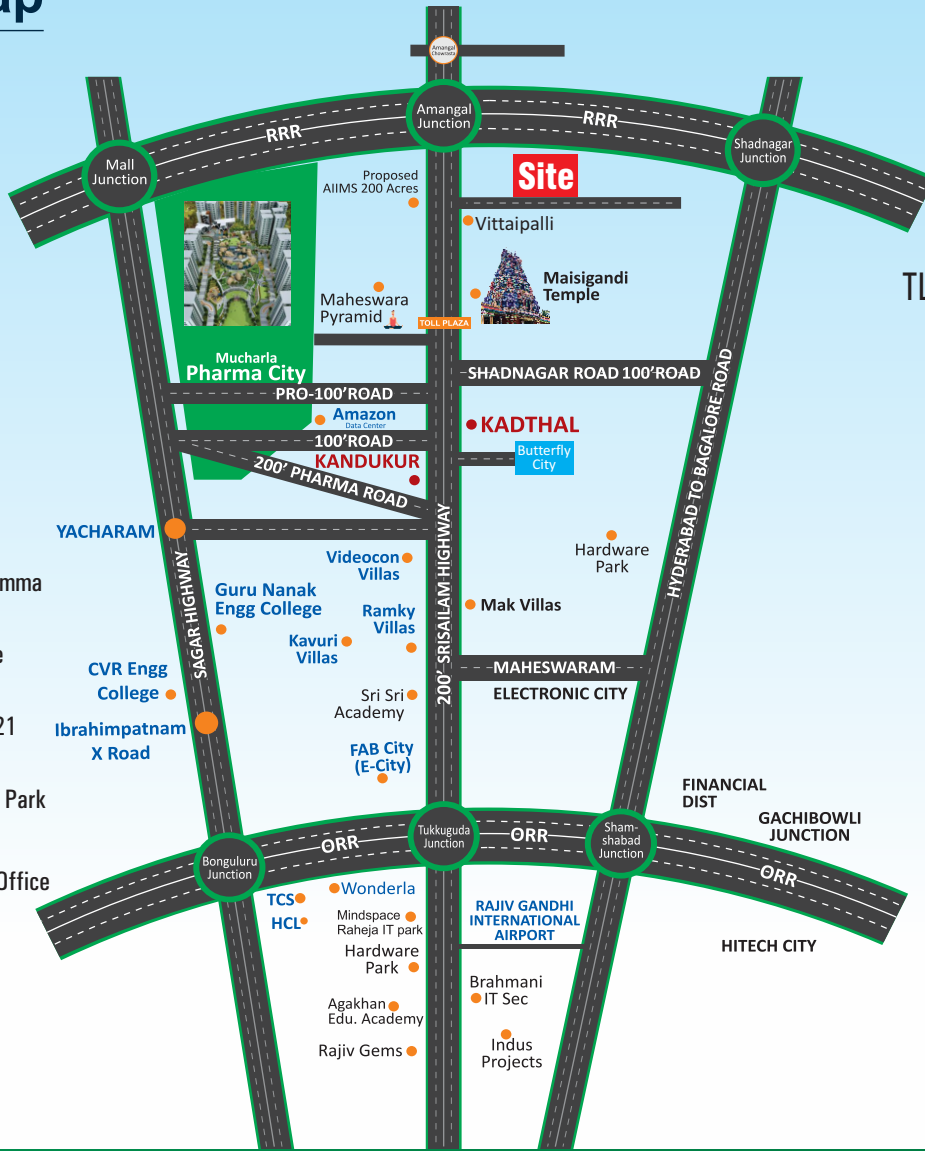 ap
Amangal
Chowrasta
Amangal
Junction
RRR
RRR
Mall
Junction
Shadnagar
Junction
Proposed
AIIMS 200 Acres
Site
Vittaipalli
Maisigandi
Temple
TL
Maheswara
Pyramid
TOLL PLAZA
Mucharla
Pharma City
SHADNAGAR ROAD 100'ROAD
PRO-100'ROAD
Amazon
Data Center
KADTHAL
100'ROAD
KANDUKUR
Butterfly
City
200' PHARMA ROAD
HYDERABAD TO BAGALORE ROAD
YACHARAM
200' SRISAILAM HIGHWAY
SAGAR HIGHWAY
Videocon
Villas
Hardware
Park
emma
Guru Nanak
Engg College
Ramky
Villas
Mak Villas
Kavuri
Villas
e
CVR Engg
College
MAHESWARAM
ELECTRONIC CITY
Sri Sri
Academy
21
Ibrahimpatnam
X Road
FAB City
(E-City)
Park
FINANCIAL
DIST
GACHIBOWLI
JUNCTION
Tukkuguda
Junction
Sham-
shabad
Junction
ORR
ORR
ORR
Bonguluru
Junction
Office
Wonderla
TCS
HCL
Mindspace
Raheja IT park
RAJIV GANDHI
INTERNATIONAL
AIRPORT
HITECH CITY
Hardware
Park
Brahmani
IT Sec
Agakhan
Edu. Academy
Rajiv Gems
Indus
Projects